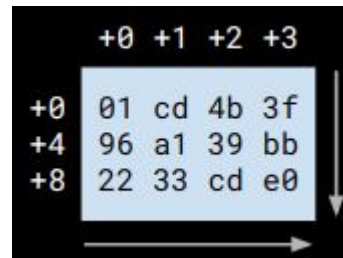 +0 +1 +2 +3
+0 01 cd 4b 3f
+4 96 a1 39 bb
+8 22 33 cd e0